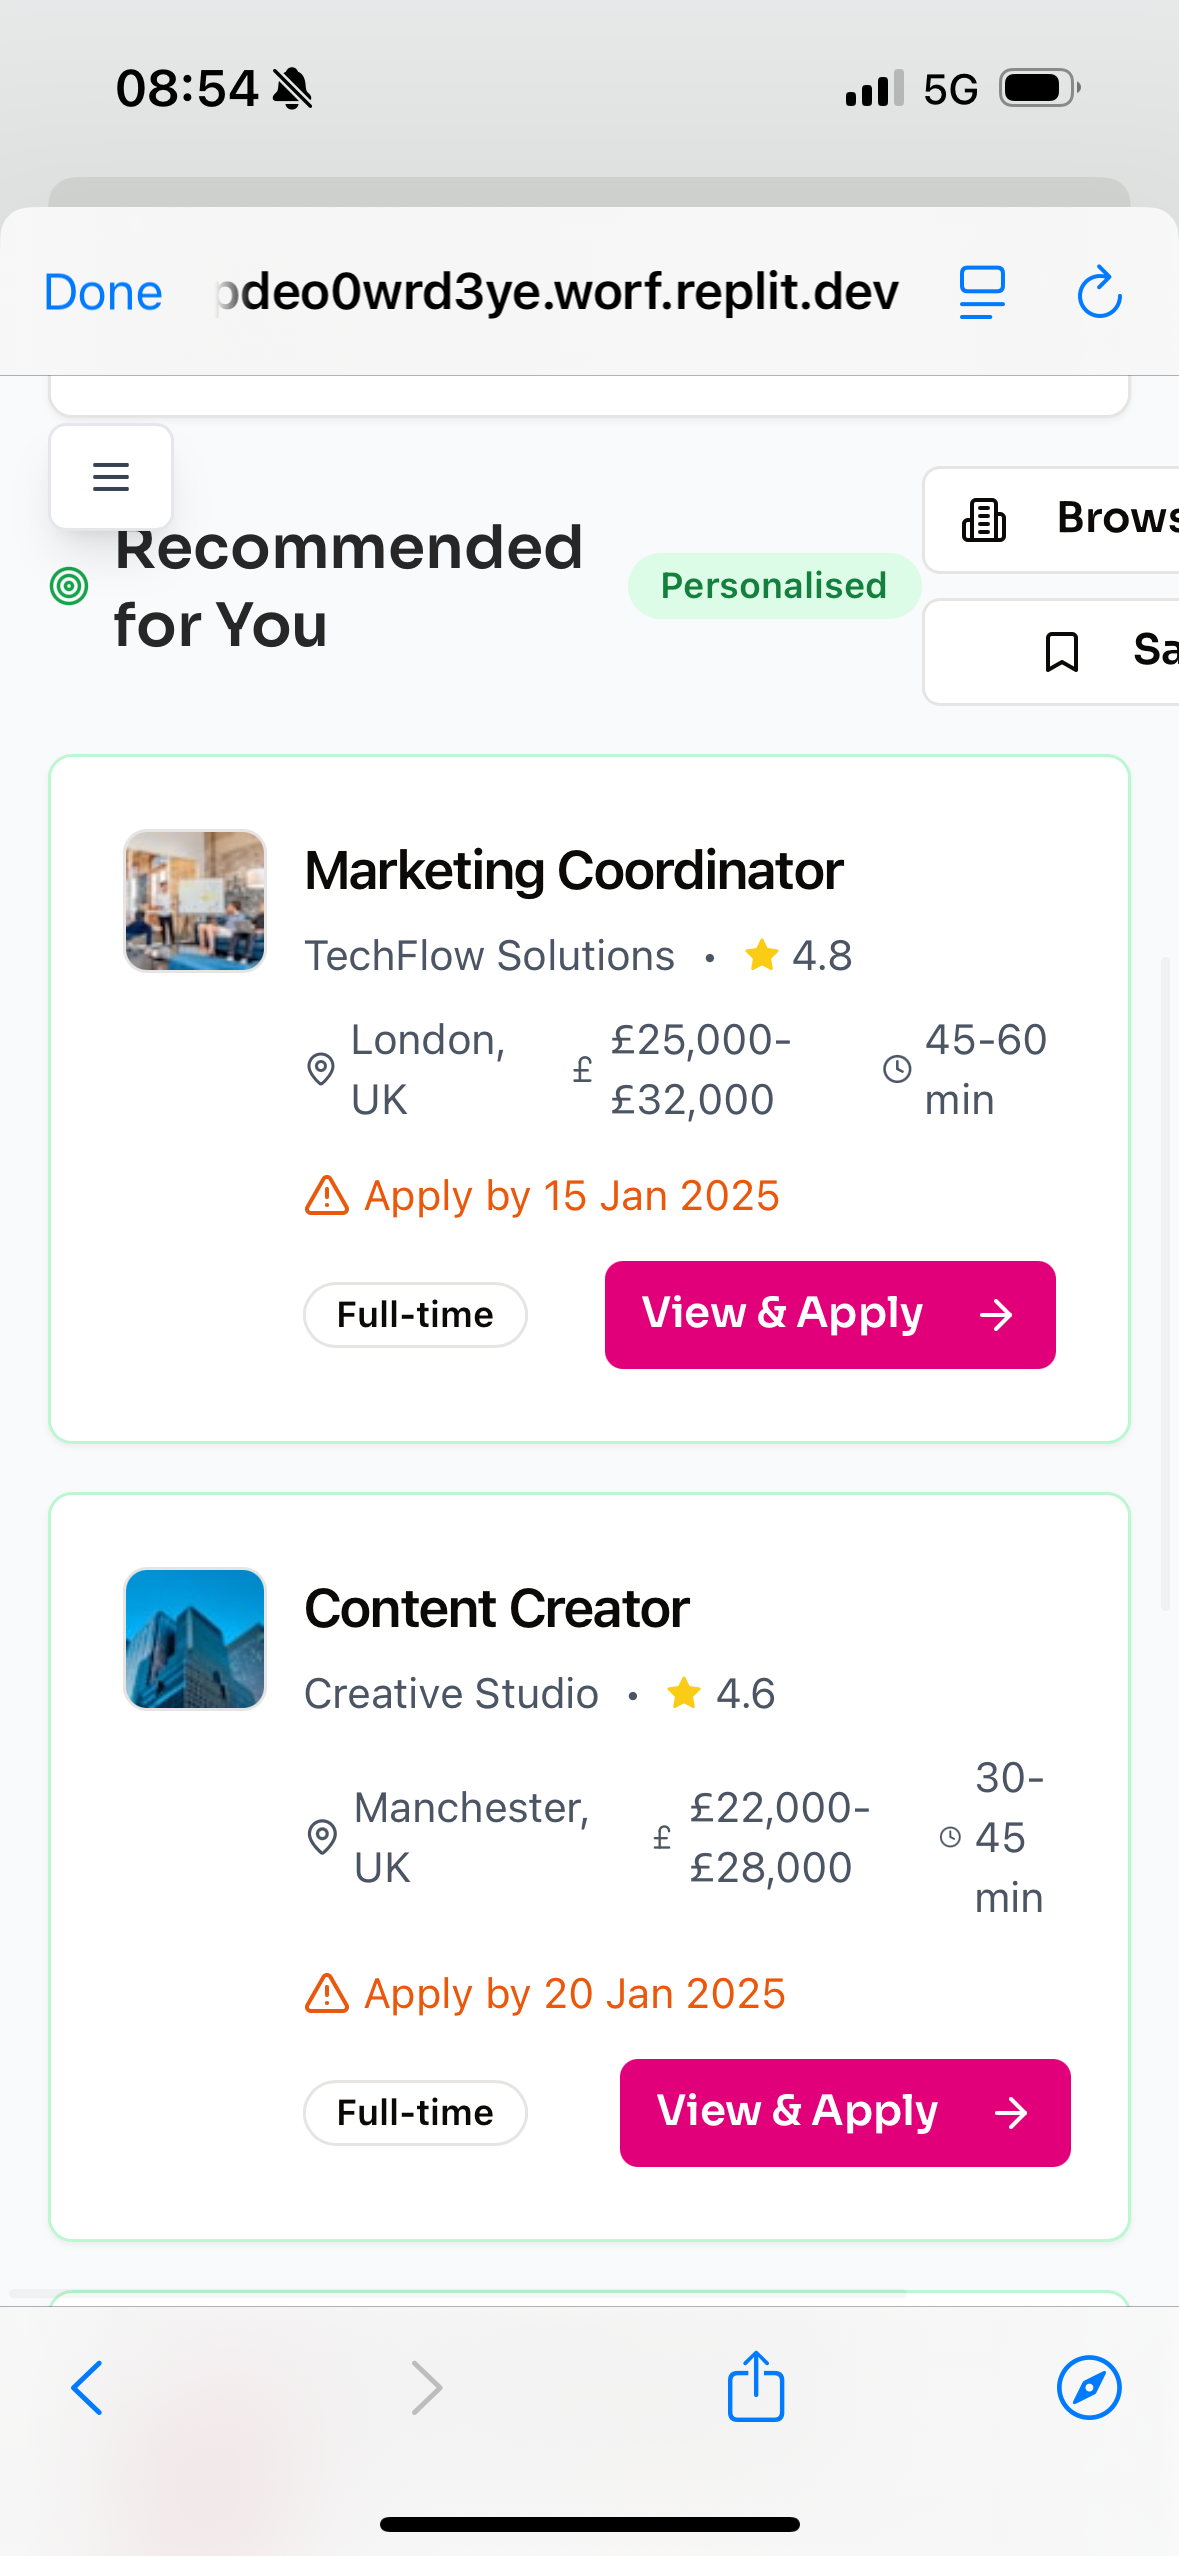 08:54
5G
Done
pdeo0wrd3ye.worf.replit.dev
Recommended
for You
Personalised
Brows
Sa
Marketing Coordinator
TechFlow Solutions • 4.8
London,
UK
£
£25,000-
£32,000
45-60
min
Apply by 15 Jan 2025
Full-time
View & Apply →
Content Creator
Creative Studio • 4.6
Manchester,
UK
£
£22,000-
£28,000
30-
45
min
Apply by 20 Jan 2025
Full-time
View & Apply →